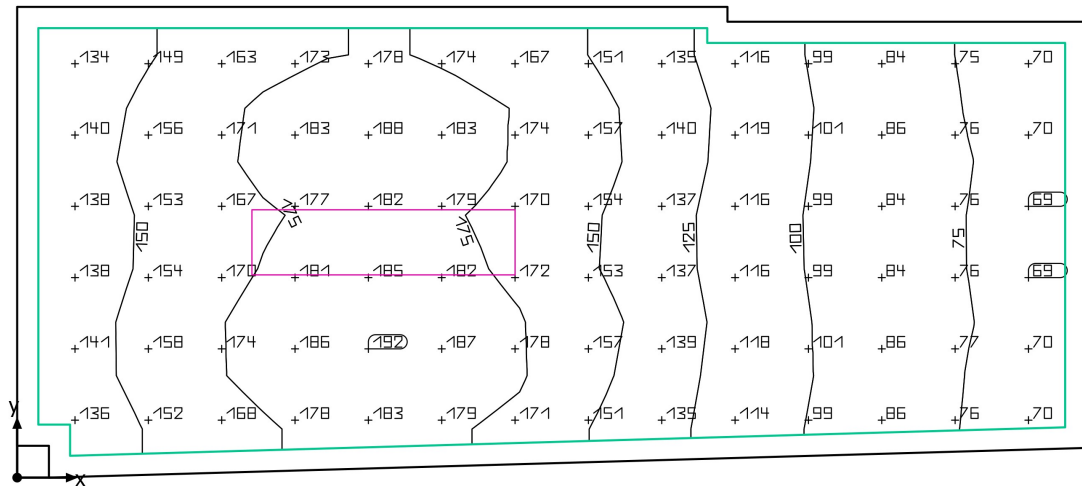 134 149 163 173 178 174 167 151 135 116 99 84 75 70
140 156 171 183 188 183 174 157 140 119 101 86 76 70
138 153 167 177 182 179 170 154 137 116 99 84 76 69
175 175
150 150 125 100 75
138 154 170 181 185 182 172 153 137 116 99 84 76 69
141 158 174 186 192 187 178 157 139 118 101 86 77 70
136 152 168 178 183 179 171 151 135 114 99 86 76 70
y
x